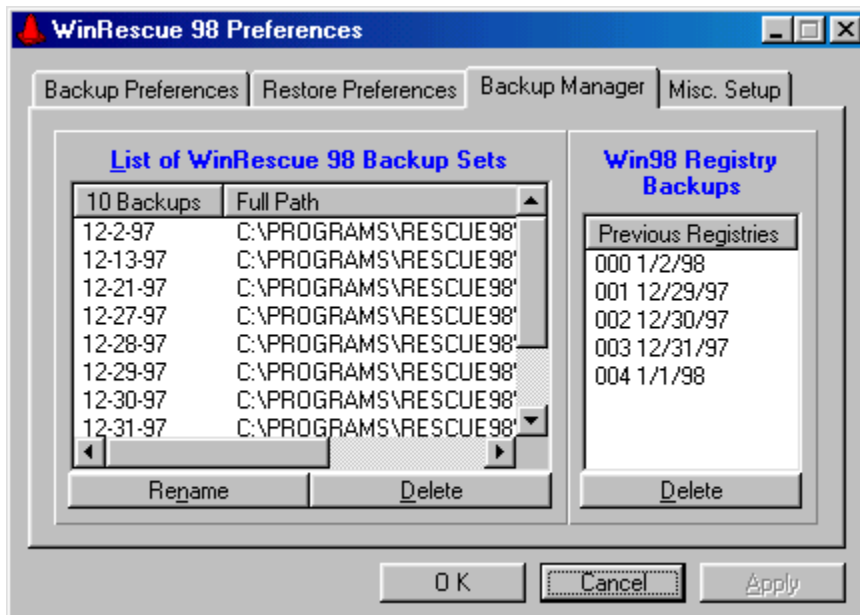 WinRescue 98 Preferences
Backup Preferences
Restore Preferences
Backup Manager
Misc. Setup
List of WinRescue 98 Backup Sets
10 Backups Full Path
12-2-97 C:\PROGRAMS\RESCUE98
12-13-97 C:\PROGRAMS\RESCUE98
12-21-97 C:\PROGRAMS\RESCUE98
12-27-97 C:\PROGRAMS\RESCUE98
12-28-97 C:\PROGRAMS\RESCUE98
12-29-97 C:\PROGRAMS\RESCUE98
12-30-97 C:\PROGRAMS\RESCUE98
12-31-97 C:\PROGRAMS\RESCUE98
Rename
Delete
Win98 Registry
Backups
Previous Registries
000 1/2/98
001 12/29/97
002 12/30/97
003 12/31/97
004 1/1/98
Delete
OK
Cancel
Apply